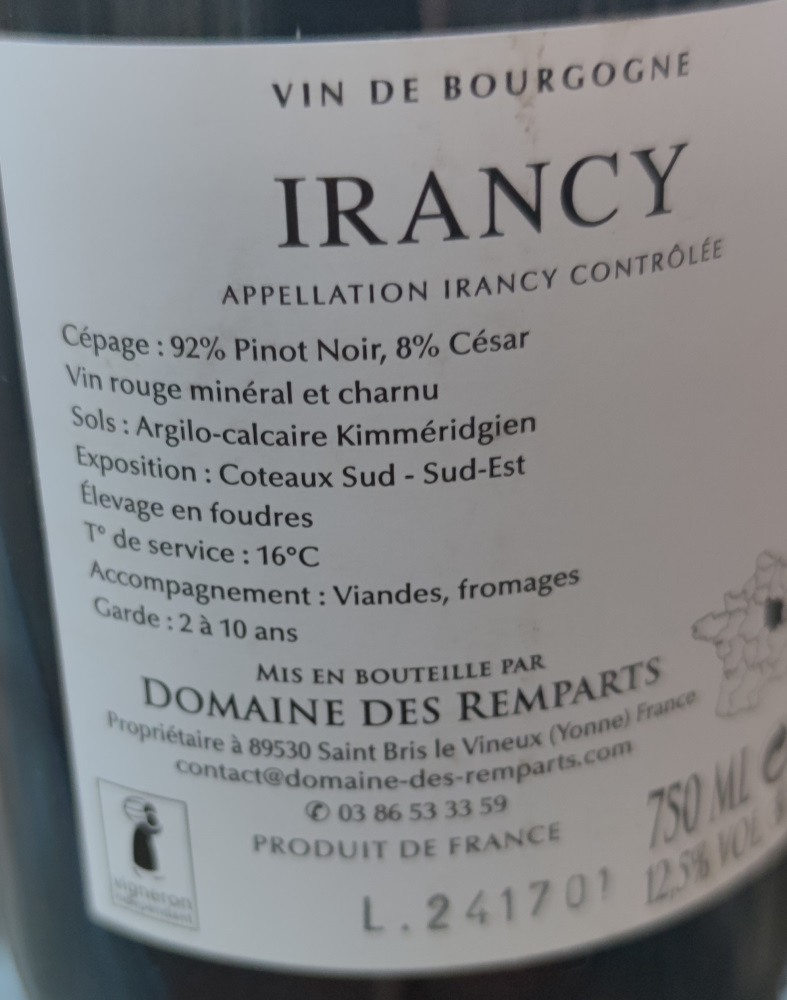 VIN DE BOURGOGNE
IRANCY
APPELLATION IRANCY CONTRÔLÉE
Cépage : 92% Pinot Noir, 8% César
Vin rouge minéral et charnu
Sols : Argilo-calcaire Kimméridgien
Exposition : Coteaux Sud - Sud-Est
Élevage en foudres
T° de service : 16°C
Accompagnement : Viandes, fromages
Garde : 2 à 10 ans
MIS EN BOUTEILLE PAR
DOMAINE DES REMPARTS
Propriétaire à 89530 Saint Bris le Vineux (Yonne) France
contact@domaine-des-remparts.com
✆ 03 86 53 33 59
PRODUIT DE FRANCE
750 ML
12,5% VOL
L.241701
vigneron
indépendant